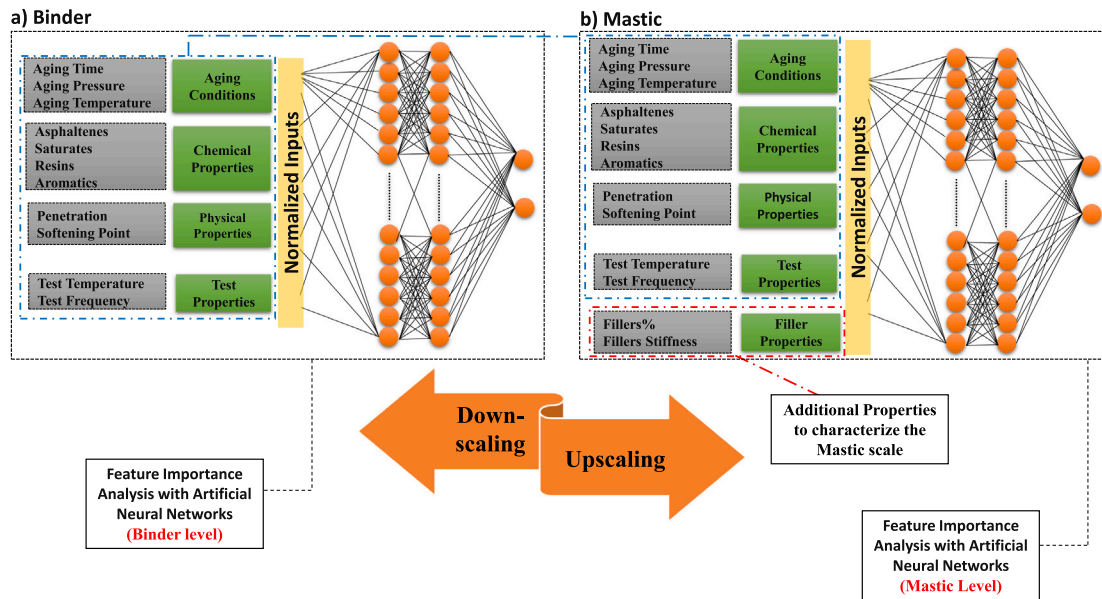 a) Binder
Aging Time
Aging Pressure
Aging Temperature
Aging
Conditions
Asphaltenes
Saturates
Resins
Aromatics
Chemical
Properties
Penetration
Softening Point
Physical
Properties
Test Temperature
Test Frequency
Test
Properties
Normalized Inputs
b) Mastic
Aging Time
Aging Pressure
Aging Temperature
Aging
Conditions
Asphaltenes
Saturates
Resins
Aromatics
Chemical
Properties
Penetration
Softening Point
Physical
Properties
Test Temperature
Test Frequency
Test
Properties
Fillers%
Fillers Stiffness
Filler
Properties
Normalized Inputs
Down-
scaling
Upscaling
Additional Properties
to characterize the
Mastic scale
Feature Importance
Analysis with Artificial
Neural Networks
(Binder level)
Feature Importance
Analysis with Artificial
Neural Networks
(Mastic Level)